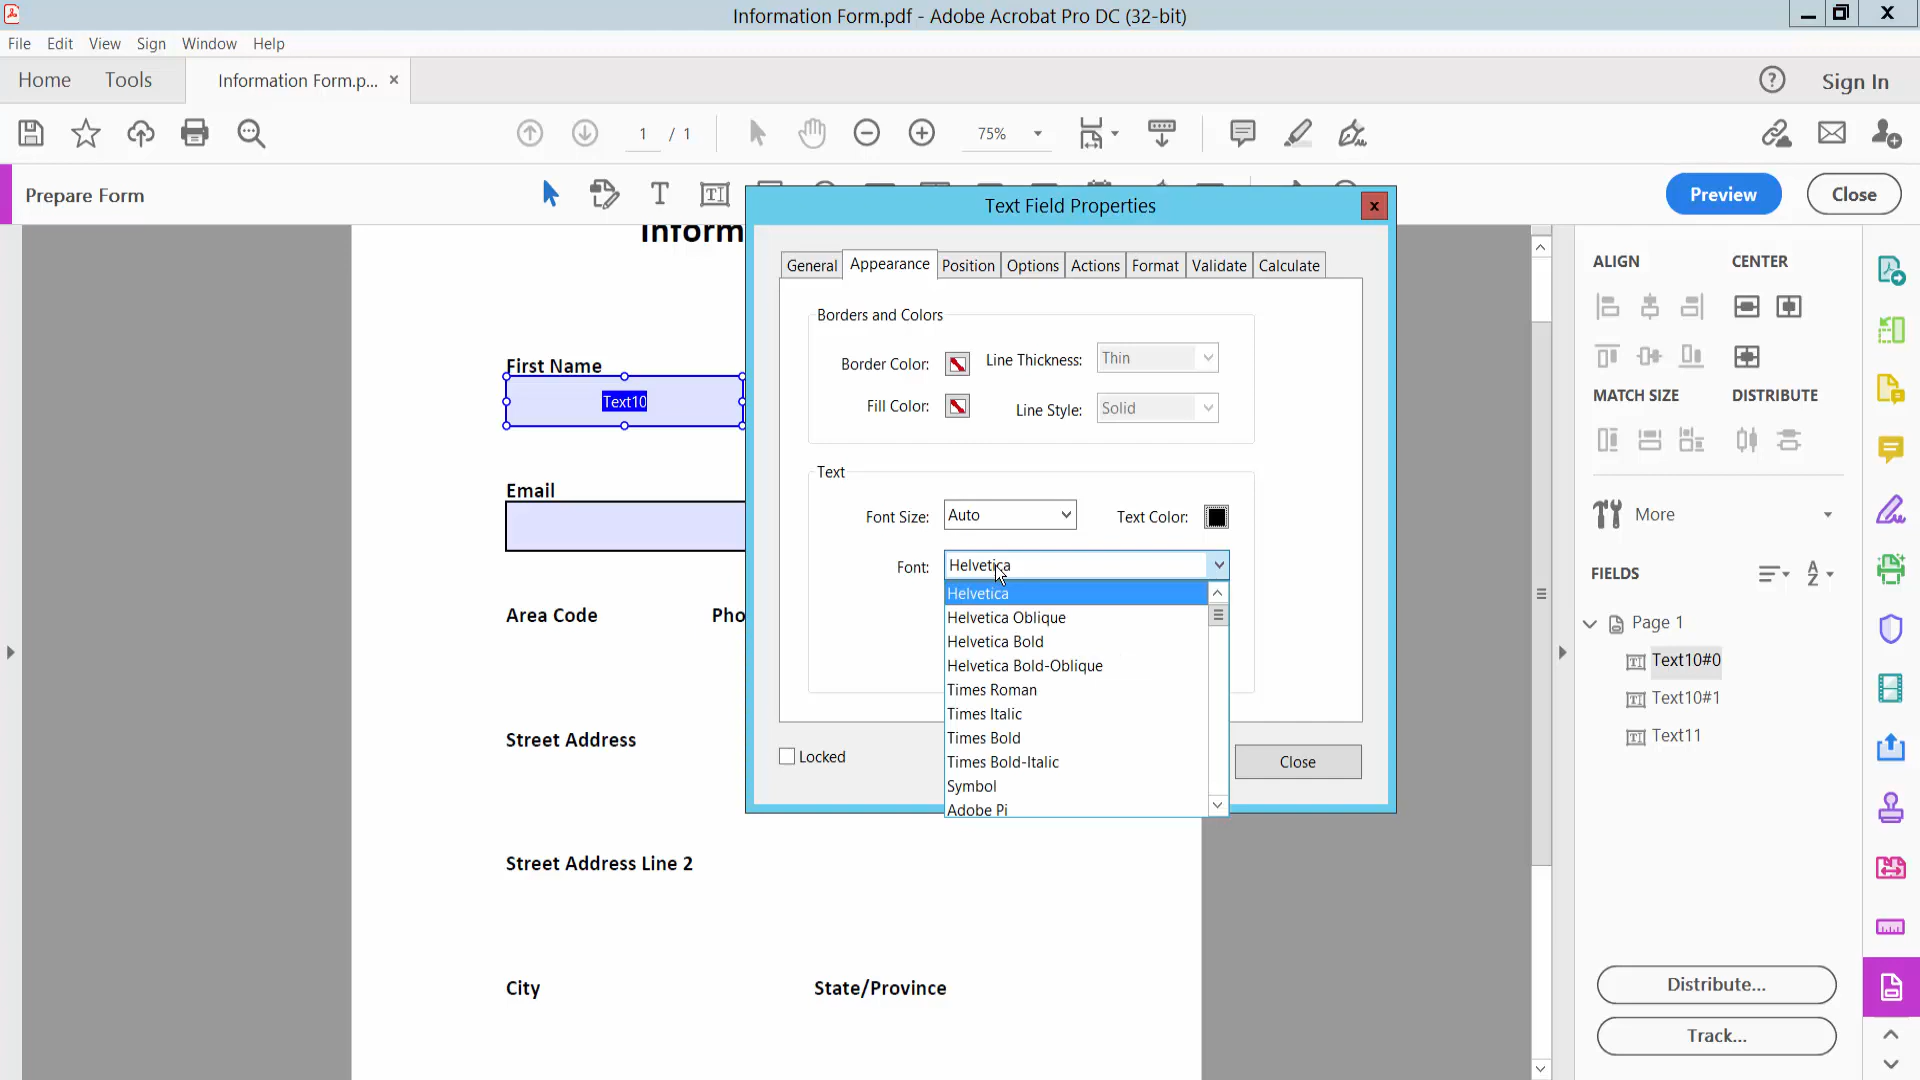 Information Form.pdf - Adobe Acrobat Pro DC (32-bit)
File Edit View Sign Window Help
Home Tools Information Form.p... × Sign In
1 / 1 75%
Prepare Form Preview Close
Inform
Text Field Properties
General Appearance Position Options Actions Format Validate Calculate
Borders and Colors
Border Color: Line Thickness: Thin
Fill Color: Line Style: Solid
Text
Font Size: Auto Text Color:
Font: Helvetica
Helvetica
Helvetica Oblique
Helvetica Bold
Helvetica Bold-Oblique
Times Roman
Times Italic
Times Bold
Times Bold-Italic
Symbol
Adobe Pi
Locked Close
First Name
Text10
Email
Area Code Pho
Street Address
Street Address Line 2
City State/Province
ALIGN CENTER
MATCH SIZE DISTRIBUTE
More
FIELDS
Page 1
Text10#0
Text10#1
Text11
Distribute...
Track...